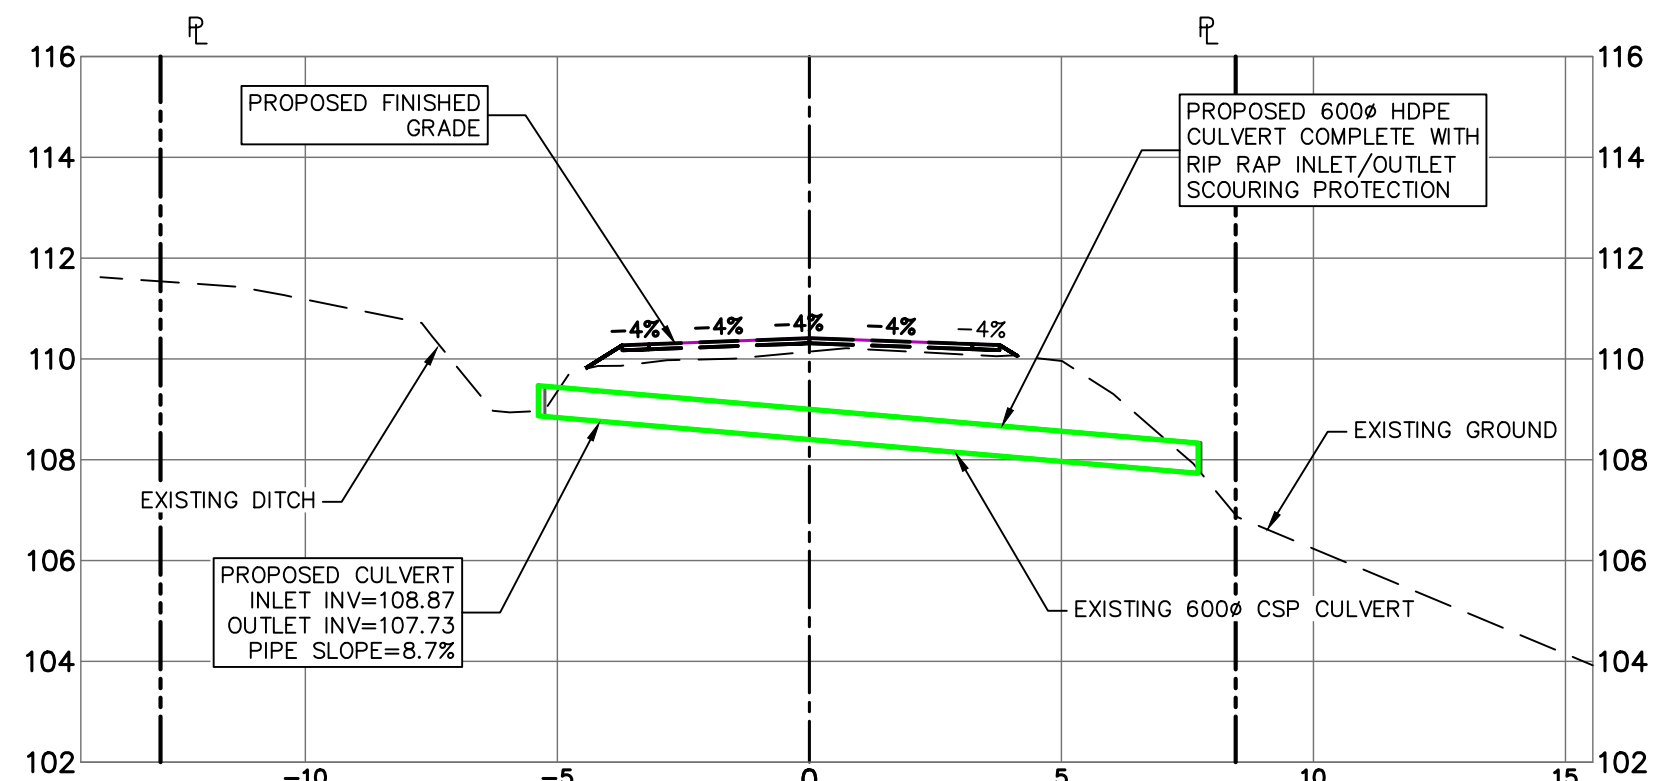 PL PL
116 116
PROPOSED FINISHED
GRADE
PROPOSED 600ø HDPE
CULVERT COMPLETE WITH
RIP RAP INLET/OUTLET
SCOURING PROTECTION
114 114
112 112
-4% -4% -4% -4% -4%
110 110
EXISTING GROUND
108 108
EXISTING DITCH
106 106
PROPOSED CULVERT
INLET INV=108.87
OUTLET INV=107.73
PIPE SLOPE=8.7%
EXISTING 600ø CSP CULVERT
104 104
102 102
-10 -5 0 5 10 15